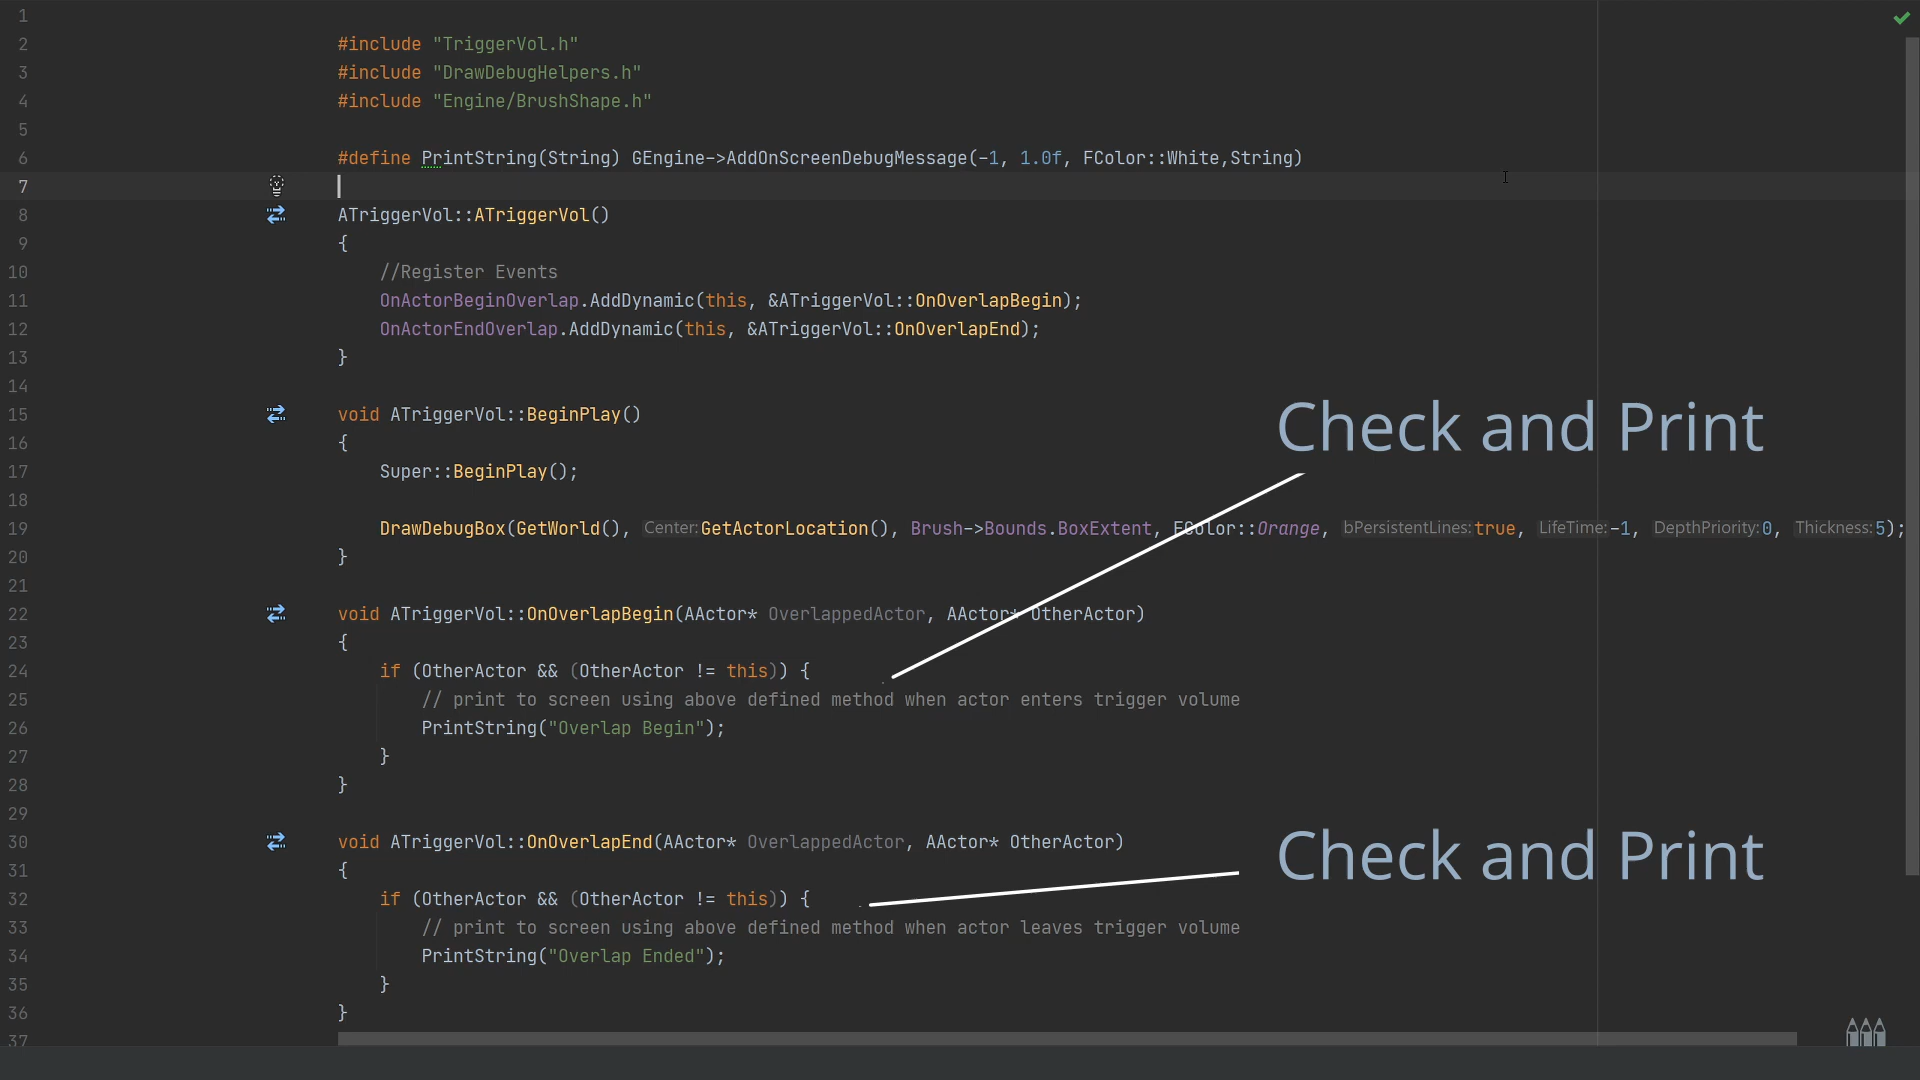 1
2 #include "TriggerVol.h"
3 #include "DrawDebugHelpers.h"
4 #include "Engine/BrushShape.h"
5
6 #define PrintString(String) GEngine->AddOnScreenDebugMessage(-1, 1.0f, FColor::White,String)
7
8 ATriggerVol::ATriggerVol()
9 {
10 //Register Events
11 OnActorBeginOverlap.AddDynamic(this, &ATriggerVol::OnOverlapBegin);
12 OnActorEndOverlap.AddDynamic(this, &ATriggerVol::OnOverlapEnd);
13 }
14
15 void ATriggerVol::BeginPlay()
Check and Print
16 {
17 Super::BeginPlay();
18
19 DrawDebugBox(GetWorld(), Center: GetActorLocation(), Brush->Bounds.BoxExtent, FColor::Orange, bPersistentLines: true, LifeTime: -1, DepthPriority: 0, Thickness: 5);
20 }
21
22 void ATriggerVol::OnOverlapBegin(AActor* OverlappedActor, AActor* OtherActor)
23 {
24 if (OtherActor && (OtherActor != this)) {
25 // print to screen using above defined method when actor enters trigger volume
26 PrintString("Overlap Begin");
27 }
28 }
29
30 void ATriggerVol::OnOverlapEnd(AActor* OverlappedActor, AActor* OtherActor)
Check and Print
31 {
32 if (OtherActor && (OtherActor != this)) {
33 // print to screen using above defined method when actor leaves trigger volume
34 PrintString("Overlap Ended");
35 }
36 }
37